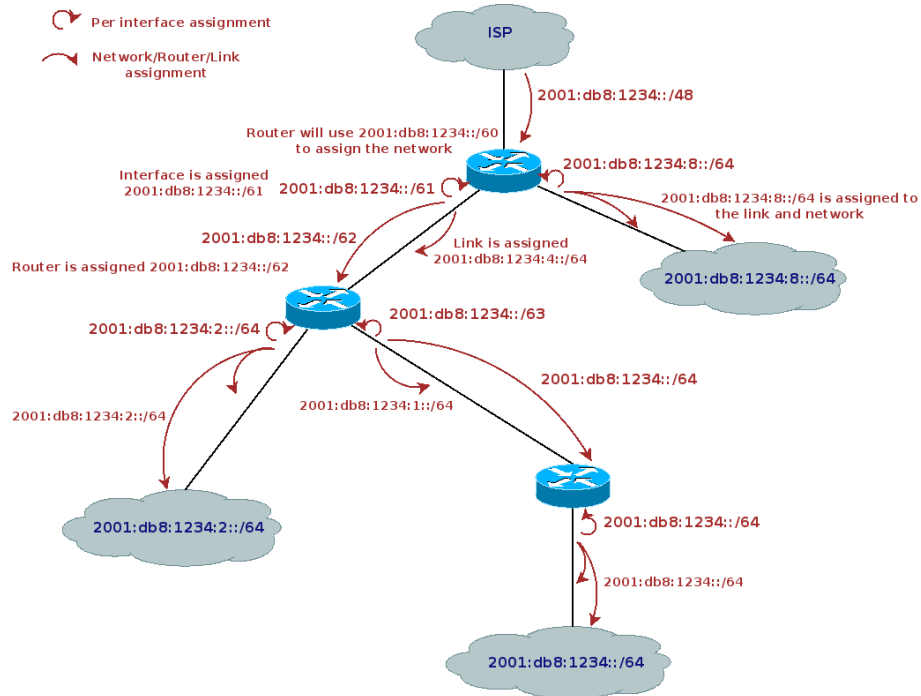 Per interface assignment
Network/Router/Link
assignment
ISP
2001:db8:1234::/48
Router will use 2001:db8:1234::/60
to assign the network
2001:db8:1234:8::/64
Interface is assigned
2001:db8:1234::/61
2001:db8:1234::/61
2001:db8:1234:8::/64 is assigned to
the link and network
2001:db8:1234::/62
Link is assigned
2001:db8:1234:4::/64
Router is assigned 2001:db8:1234::/62
2001:db8:1234:8::/64
2001:db8:1234:2::/64
2001:db8:1234::/63
2001:db8:1234::/64
2001:db8:1234:1::/64
2001:db8:1234:2::/64
2001:db8:1234:2::/64
2001:db8:1234::/64
2001:db8:1234::/64
2001:db8:1234::/64